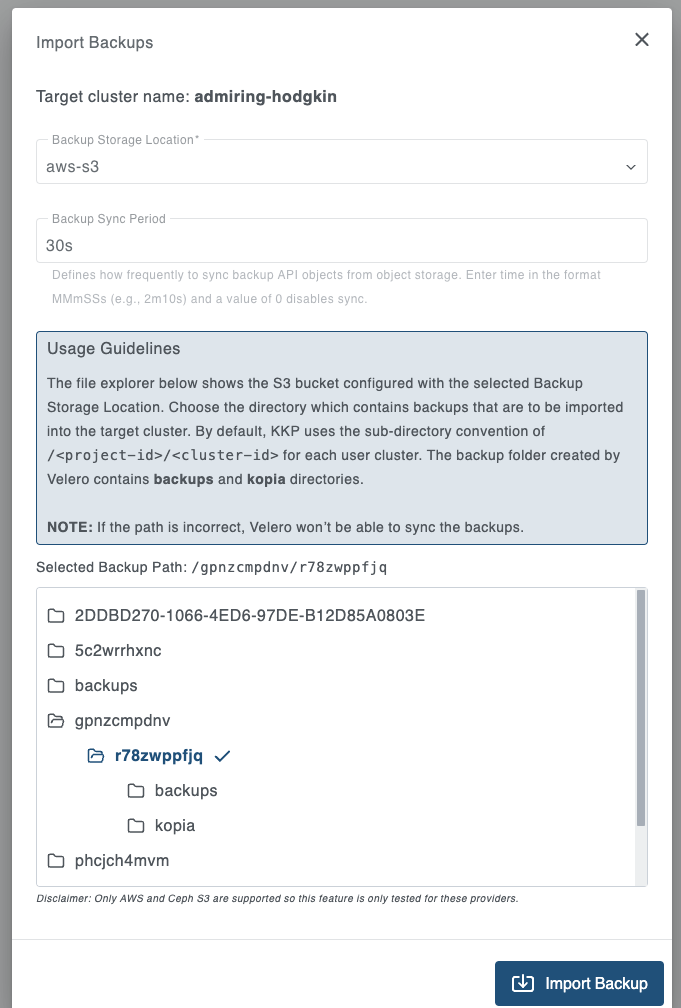 Import Backups
Target cluster name: admiring-hodgkin
Backup Storage Location*
aws-s3
Backup Sync Period
30s
Defines how frequently to sync backup API objects from object storage. Enter time in the format
MMmSSs (e.g., 2m10s) and a value of 0 disables sync.
Usage Guidelines
The file explorer below shows the S3 bucket configured with the selected Backup
Storage Location. Choose the directory which contains backups that are to be imported
into the target cluster. By default, KKP uses the sub-directory convention of
/<project-id>/<cluster-id> for each user cluster. The backup folder created by
Velero contains backups and kopia directories.
NOTE: If the path is incorrect, Velero won't be able to sync the backups.
Selected Backup Path: /gpnzcmpdnv/r78zwppfjq
2DDBD270-1066-4ED6-97DE-B12D85A0803E
5c2wrrhxnc
backups
gpnzcmpdnv
r78zwppfjq
backups
kopia
phcjch4mvm
Disclaimer: Only AWS and Ceph S3 are supported so this feature is only tested for these providers.
Import Backup